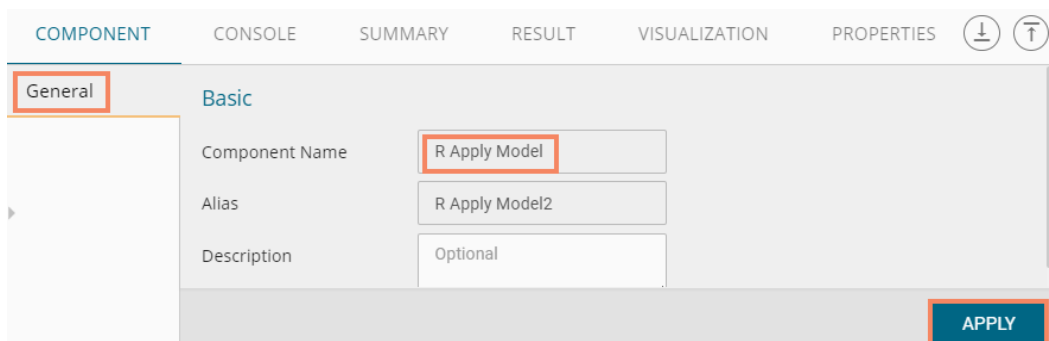 COMPONENT CONSOLE SUMMARY RESULT VISUALIZATION PROPERTIES
General
Basic
Component Name R Apply Model
Alias R Apply Model2
Description Optional
APPLY